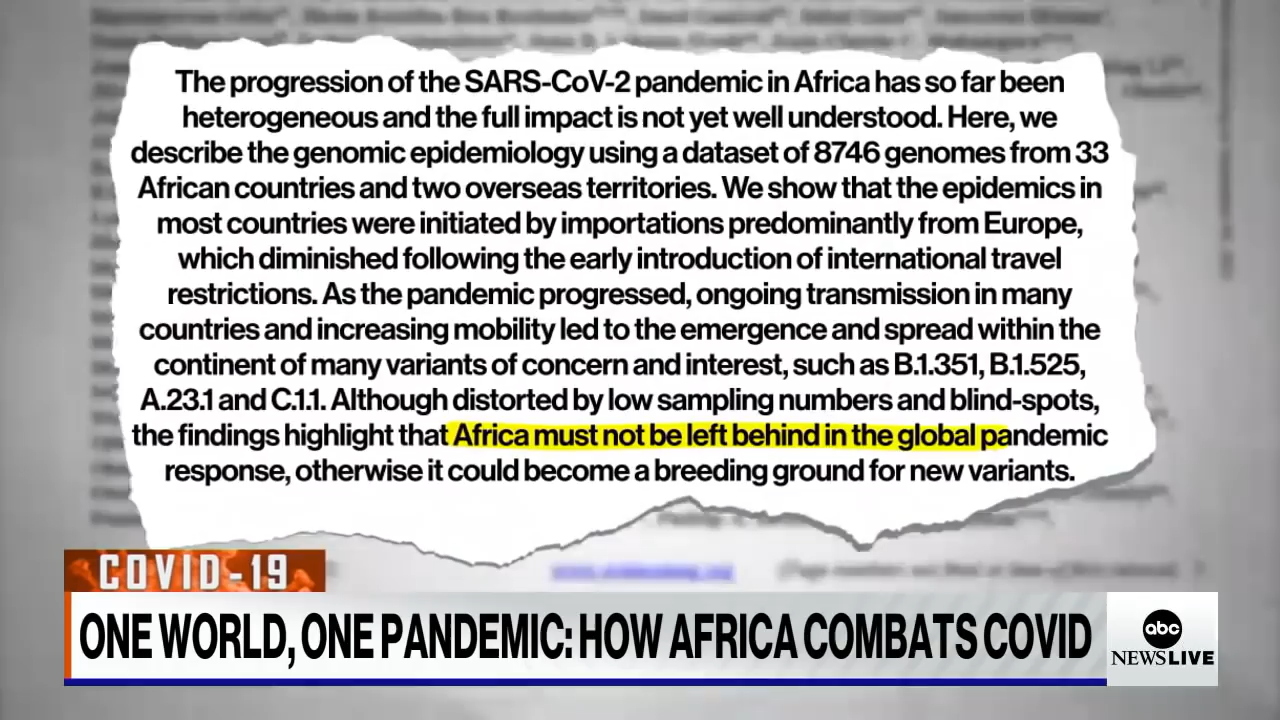 The progression of the SARS-CoV-2 pandemic in Africa has so far been
heterogeneous and the full impact is not yet well understood. Here, we
describe the genomic epidemiology using a dataset of 8746 genomes from 33
African countries and two overseas territories. We show that the epidemics in
most countries were initiated by importations predominantly from Europe,
which diminished following the early introduction of international travel
restrictions. As the pandemic progressed, ongoing transmission in many
countries and increasing mobility led to the emergence and spread within the
continent of many variants of concern and interest, such as B.1.351, B.1.525,
A.23.1 and C.1.1. Although distorted by low sampling numbers and blind-spots,
the findings highlight that Africa must not be left behind in the global pandemic
response, otherwise it could become a breeding ground for new variants.
COVID-19
ONE WORLD, ONE PANDEMIC: HOW AFRICA COMBATS COVID
abc
NEWSLIVE